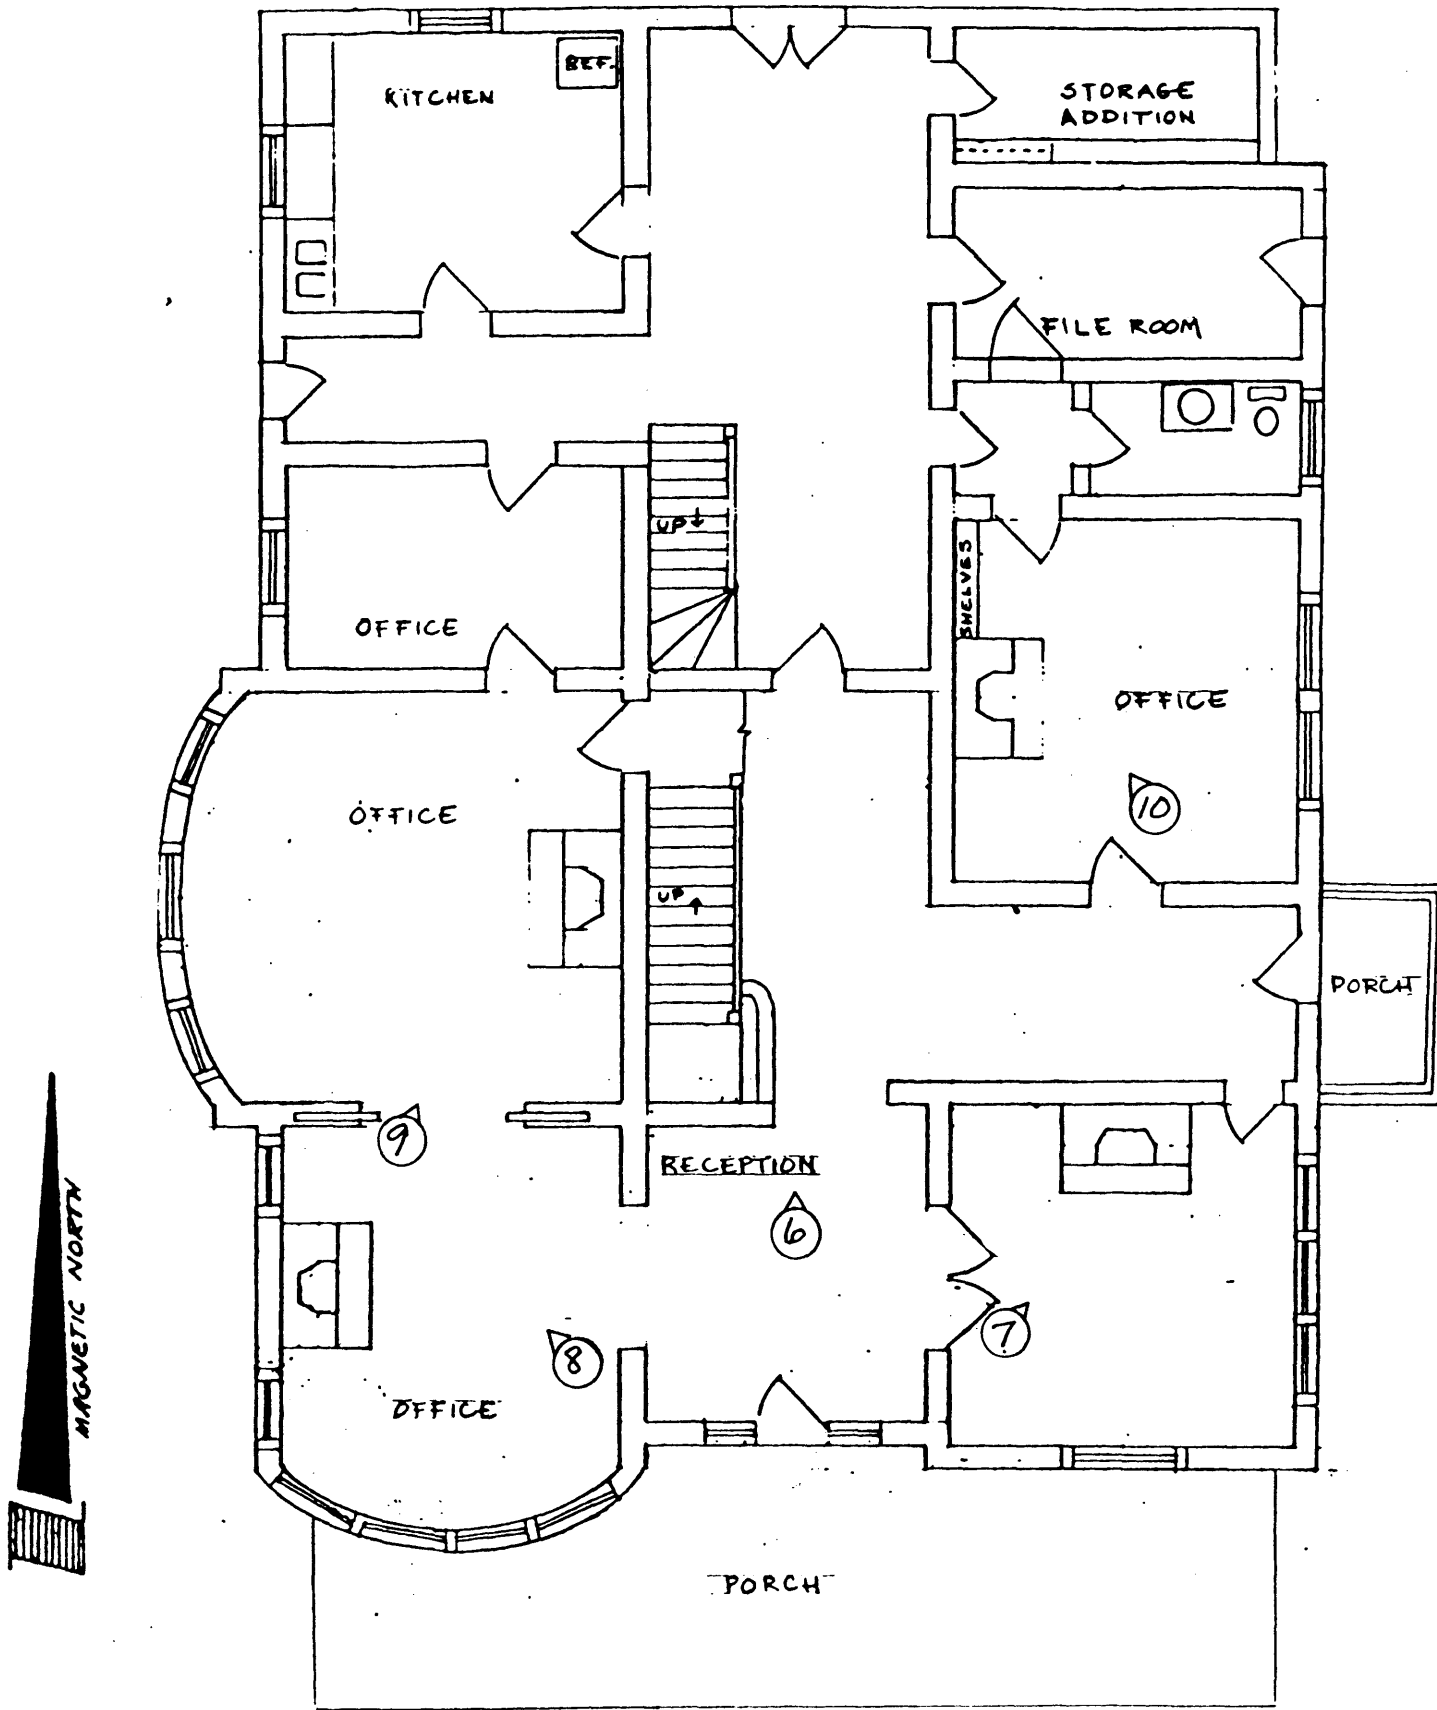 KITCHEN
REF.
STORAGE
ADDITION
FILE ROOM
UP
SHELVES
OFFICE
OFFICE
OFFICE
10
UP
PORCH
9
RECEPTION
6
7
8
OFFICE
MAGNETIC NORTH
PORCH